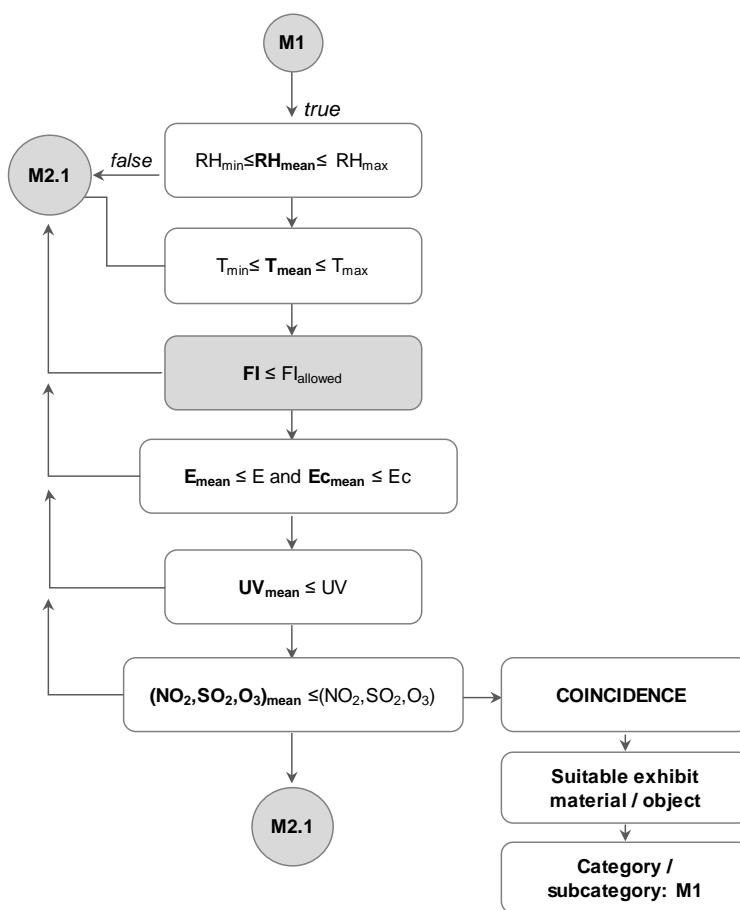 M1
true
false
M2.1
RHmin≤RHmean≤ RHmax
Tmin≤ Tmean ≤ Tmax
FI ≤ FIallowed
Emean ≤ E and Ecmean ≤ Ec
UVmean ≤ UV
(NO2,SO2,O3)mean ≤(NO2,SO2,O3)
COINCIDENCE
Suitable exhibit
material / object
M2.1
Category /
subcategory: M1